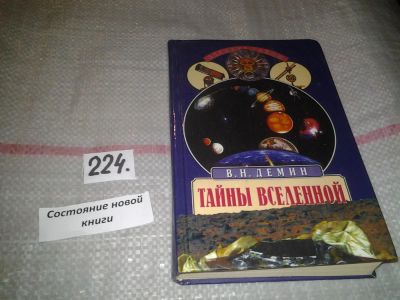 В.Н. ДЕМИН
ТАЙНЫ ВСЕЛЕННОЙ
224.
Состояние новой
книги